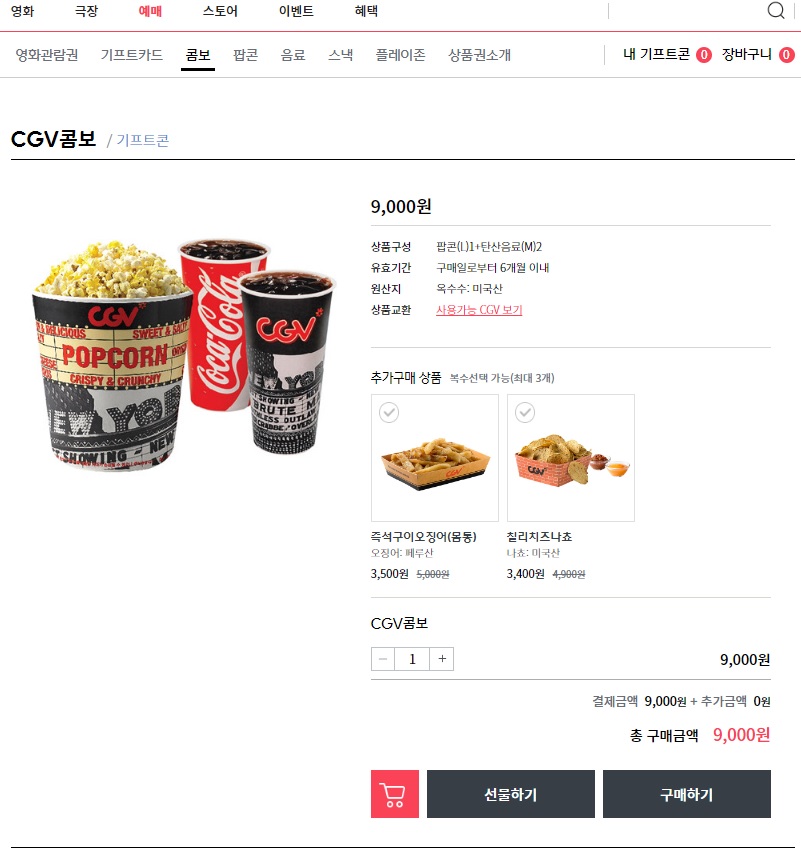 영화 극장 예매 스토어 이벤트 혜택
영화관람권 기프트카드 콤보 팝콘 음료 스낵 플레이존 상품권소개 내 기프트콘 0 장바구니 0
CGV콤보 / 기프트콘
CGV
DELICIOUS SWEET & SALTY
POPCORN
CRISPY & CRUNCHY
NEW YOR
SHOWING - NEW
Coca-Cola
CGV
NEW YO
SHOWING
BRUTE
9,000원
상품구성 팝콘(L)1+탄산음료(M)2
유효기간 구매일로부터 6개월 이내
원산지 옥수수: 미국산
상품교환 사용가능 CGV 보기
추가구매 상품 복수선택 가능(최대 3개)
CGV
CGV
즉석구이오징어(몸통) 칠리치즈나쵸
오징어: 페루산 나쵸: 미국산
3,500원 5,000원 3,400원 4,900원
CGV콤보
− 1 + 9,000원
결제금액 9,000원 + 추가금액 0원
총 구매금액 9,000원
선물하기 구매하기